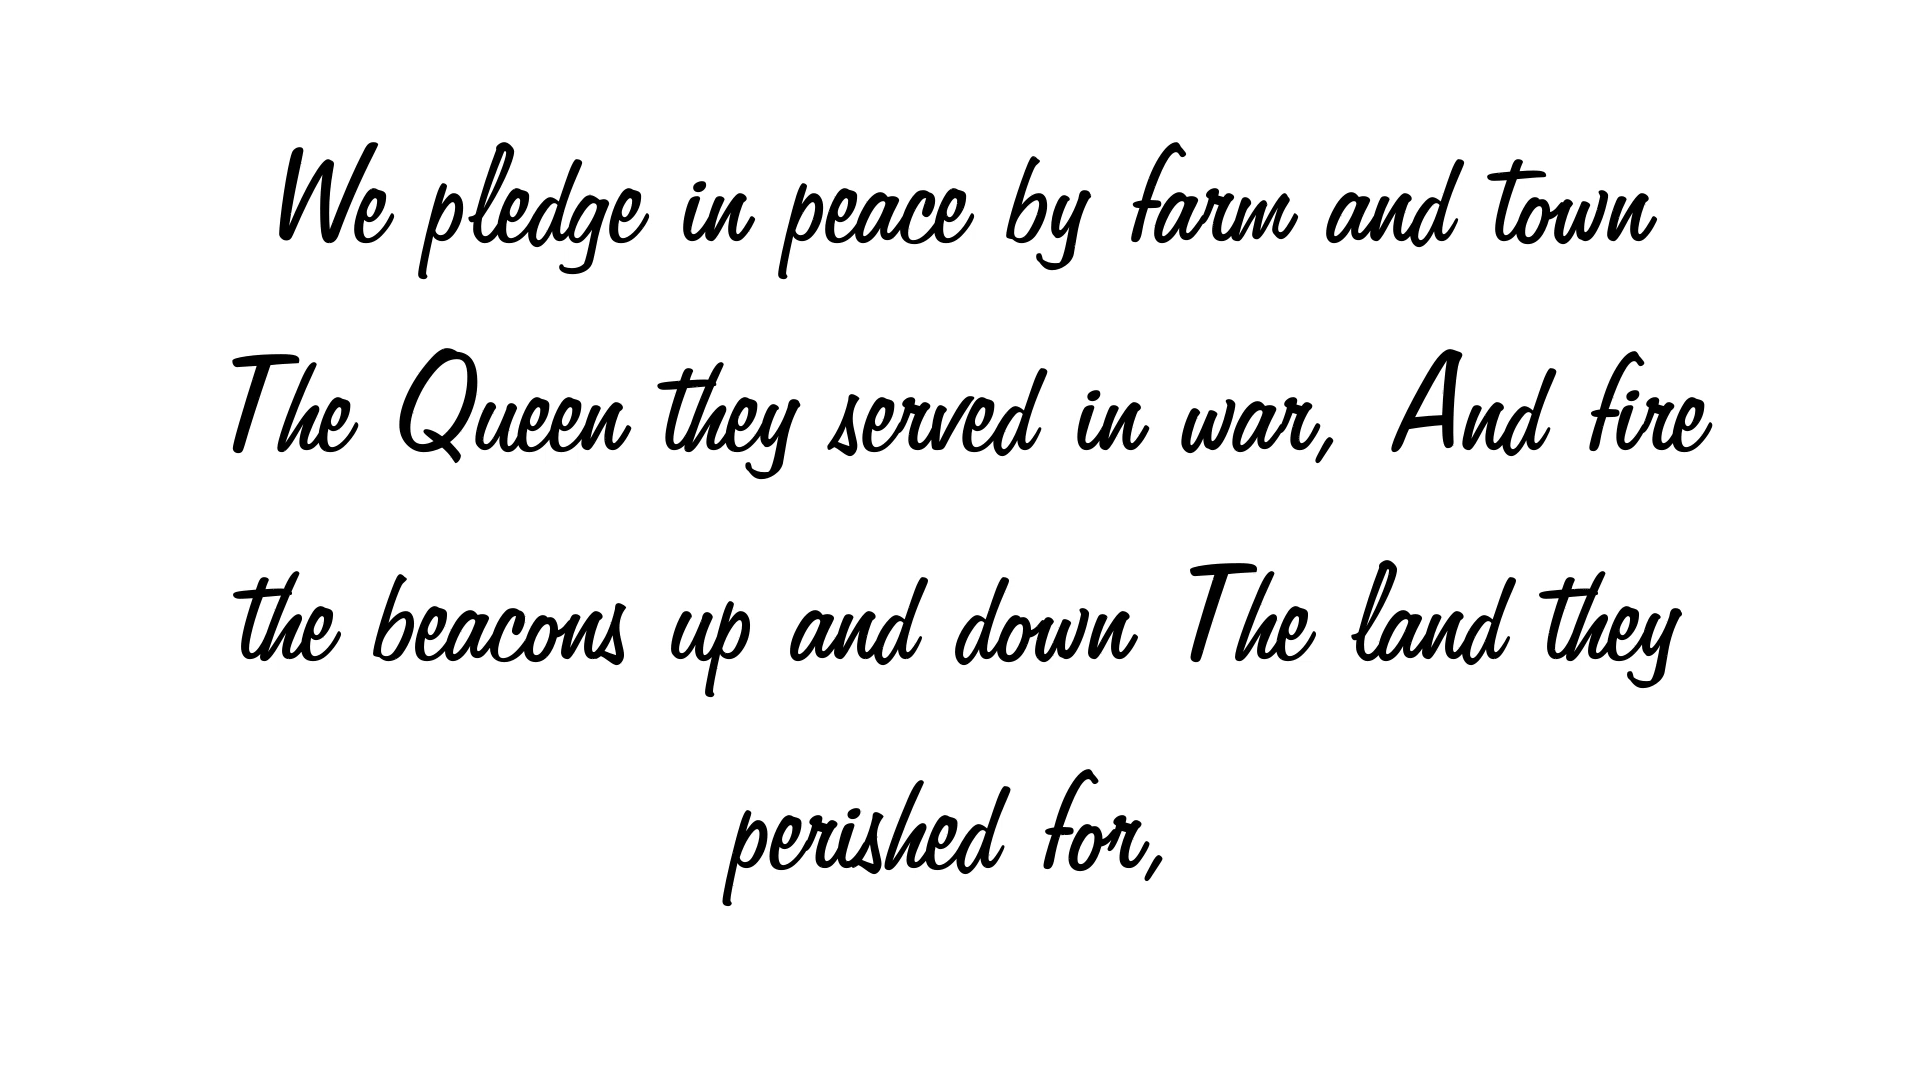 We pledge in peace by farm and town
The Queen they served in war, And fire
the beacons up and down The land they
perished for,